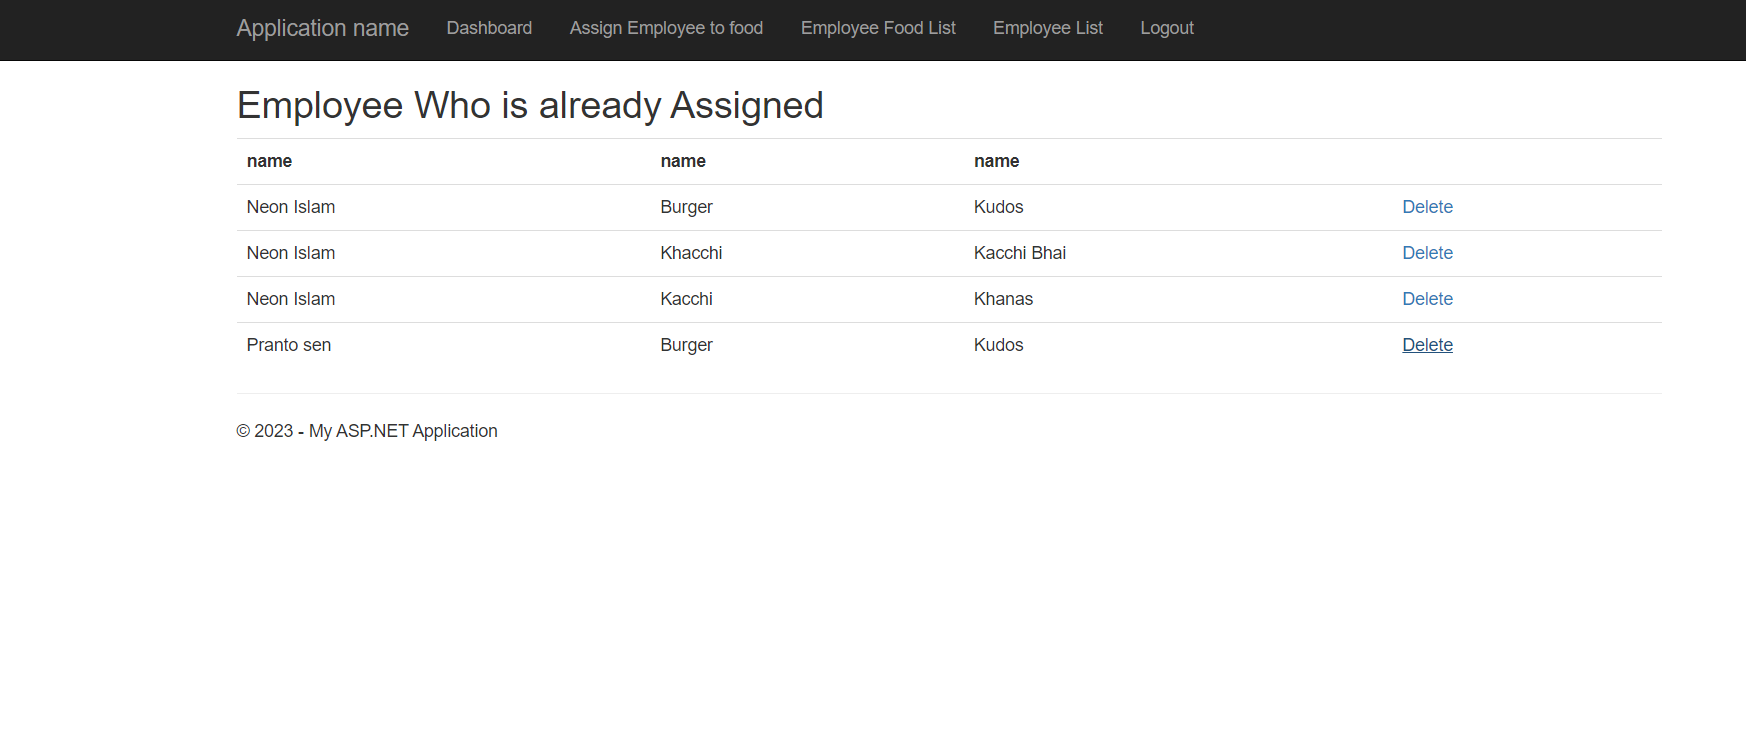 Application name Dashboard Assign Employee to food Employee Food List Employee List Logout
Employee Who is already Assigned
name name name
Neon Islam Burger Kudos Delete
Neon Islam Khacchi Kacchi Bhai Delete
Neon Islam Kacchi Khanas Delete
Pranto sen Burger Kudos Delete
© 2023 - My ASP.NET Application